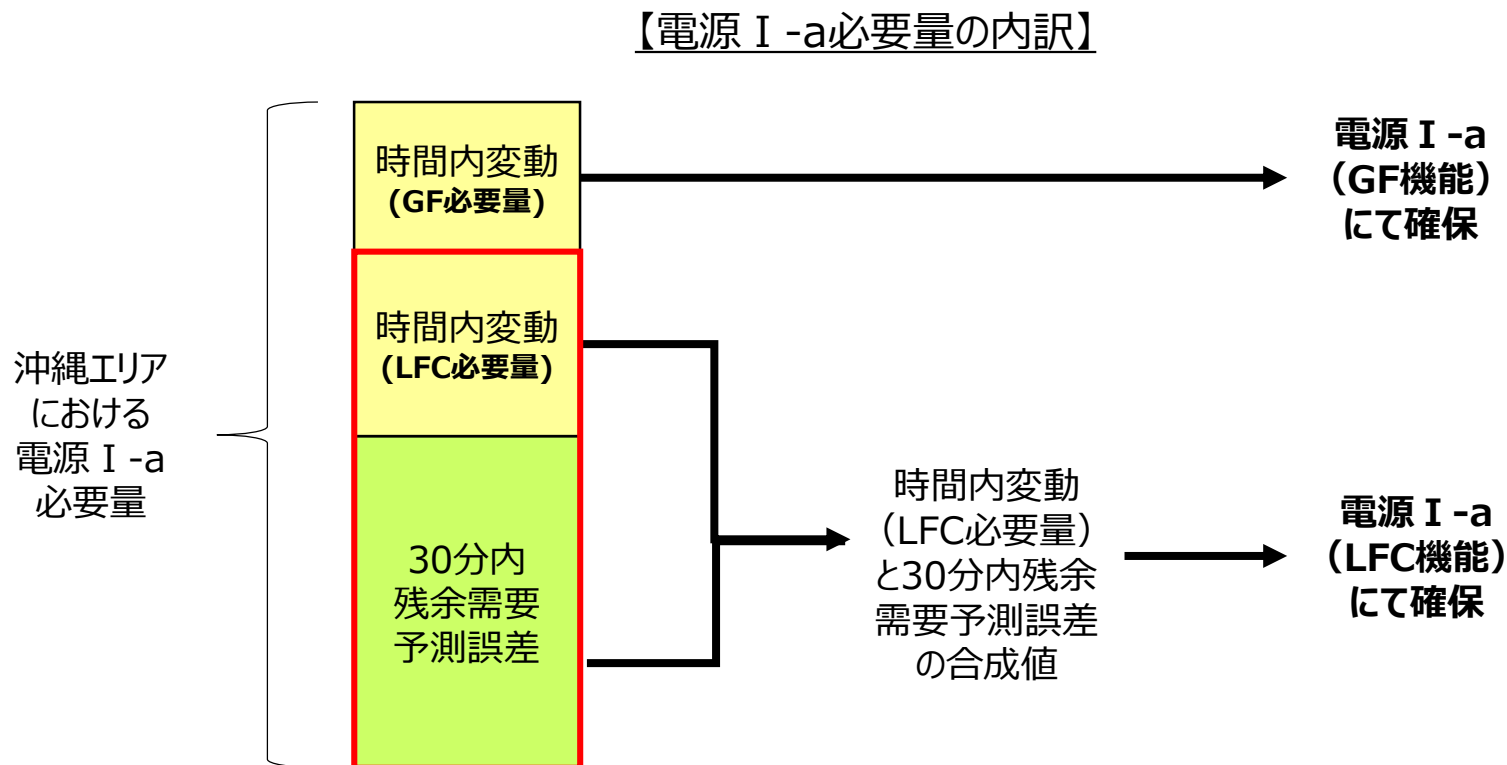 【電源Ⅰ-a必要量の内訳】
沖縄エリア
における
電源Ⅰ-a
必要量
時間内変動
(GF必要量)
時間内変動
(LFC必要量)
30分内
残余需要
予測誤差
時間内変動
（LFC必要量）
と30分内残余
需要予測誤差
の合成値
電源Ⅰ-a
（GF機能）
にて確保
電源Ⅰ-a
（LFC機能）
にて確保